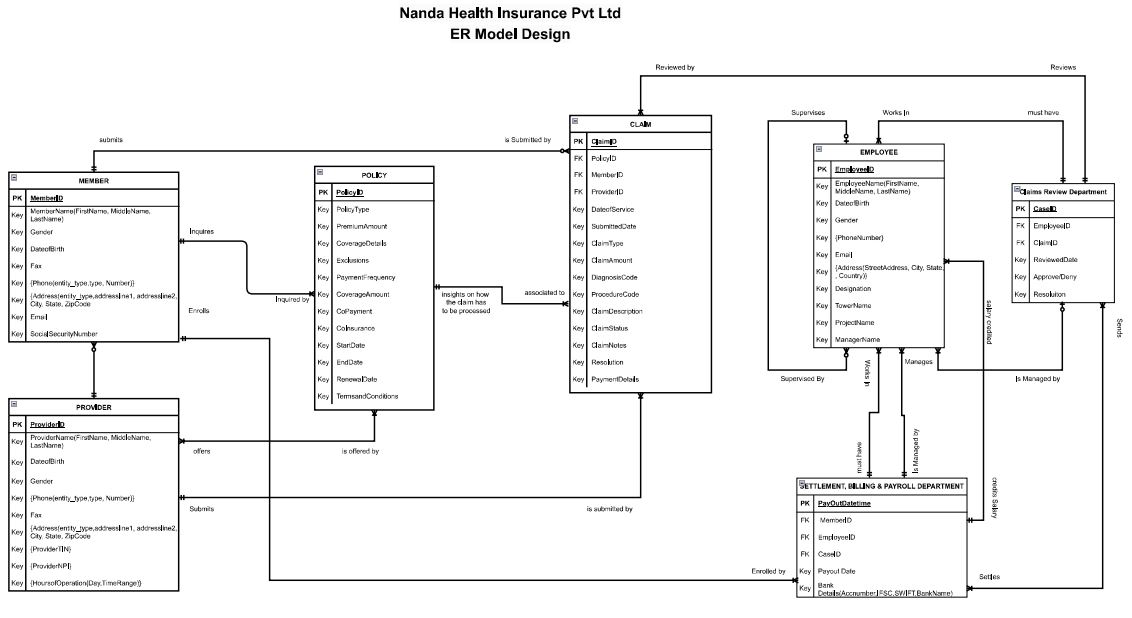 Nanda Health Insurance Pvt Ltd
ER Model Design
Reviewed by
Reviews
submits
is Submitted by
Supervises
Works In
must have
CLAIM
PK ClaimID
FK PolicyID
FK MemberID
FK ProviderID
Key DateofService
Key SubmittedDate
Key ClaimType
Key ClaimAmount
Key DiagnosisCode
Key ProcedureCode
Key ClaimDescription
Key ClaimStatus
Key ClaimNotes
Key Resolution
Key PaymentDetails
EMPLOYEE
PK EmployeeID
Key EmployeeName(FirstName,
MiddleName, LastName)
Key DateofBirth
Key Gender
Key {PhoneNumber}
Key Email
Key {Address(StreetAddress, City, State,
, Country)}
Key Designation
Key TowerName
Key ProjectName
Key ManagerName
Claims Review Department
PK CaseID
FK EmployeeID
FK ClaimID
Key ReviewedDate
Key Approve/Deny
Key Resoluiton
MEMBER
PK MemberID
Key MemberName(FirstName, MiddleName,
LastName)
Key Gender
Key DateofBirth
Key Fax
Key {Phone(entity_type,type, Number)}
Key {Address(entity_type,addressline1, addressline2,
City, State, ZipCode
Key Email
Key SocialSecurityNumber
POLICY
PK PolicyID
Key PolicyType
Key PremiumAmount
Key CoverageDetails
Key Exclusions
Key PaymentFrequency
Key CoverageAmount
Key CoPayment
Key CoInsurance
Key StartDate
Key EndDate
Key RenewalDate
Key TermsandConditions
Inquires
Inquired by
Enrolls
insights on how
the claim has
to be processed
associated to
salary credited
Sends
Supervised By
Works In
Manages
Is Managed by
PROVIDER
PK ProviderID
Key ProviderName(FirstName, MiddleName,
LastName)
Key DateofBirth
Key Gender
Key {Phone(entity_type,type, Number)}
Key Fax
Key {Address(entity_type,addressline1, addressline2,
City, State, ZipCode
Key {ProviderTIN}
Key {ProviderNPI}
Key {HoursofOperation(Day,TimeRange)}
offers
is offered by
Submits
is submitted by
must have
Is Managed by
credits Salary
SETTLEMENT, BILLING & PAYROLL DEPARTMENT
PK PayOutDatetime
FK MemberID
FK EmployeeID
FK CaseID
Key Payout Date
Key Bank
Details(Accnumber,IFSC,SWIFT,BankName)
Enrolled by
Settles